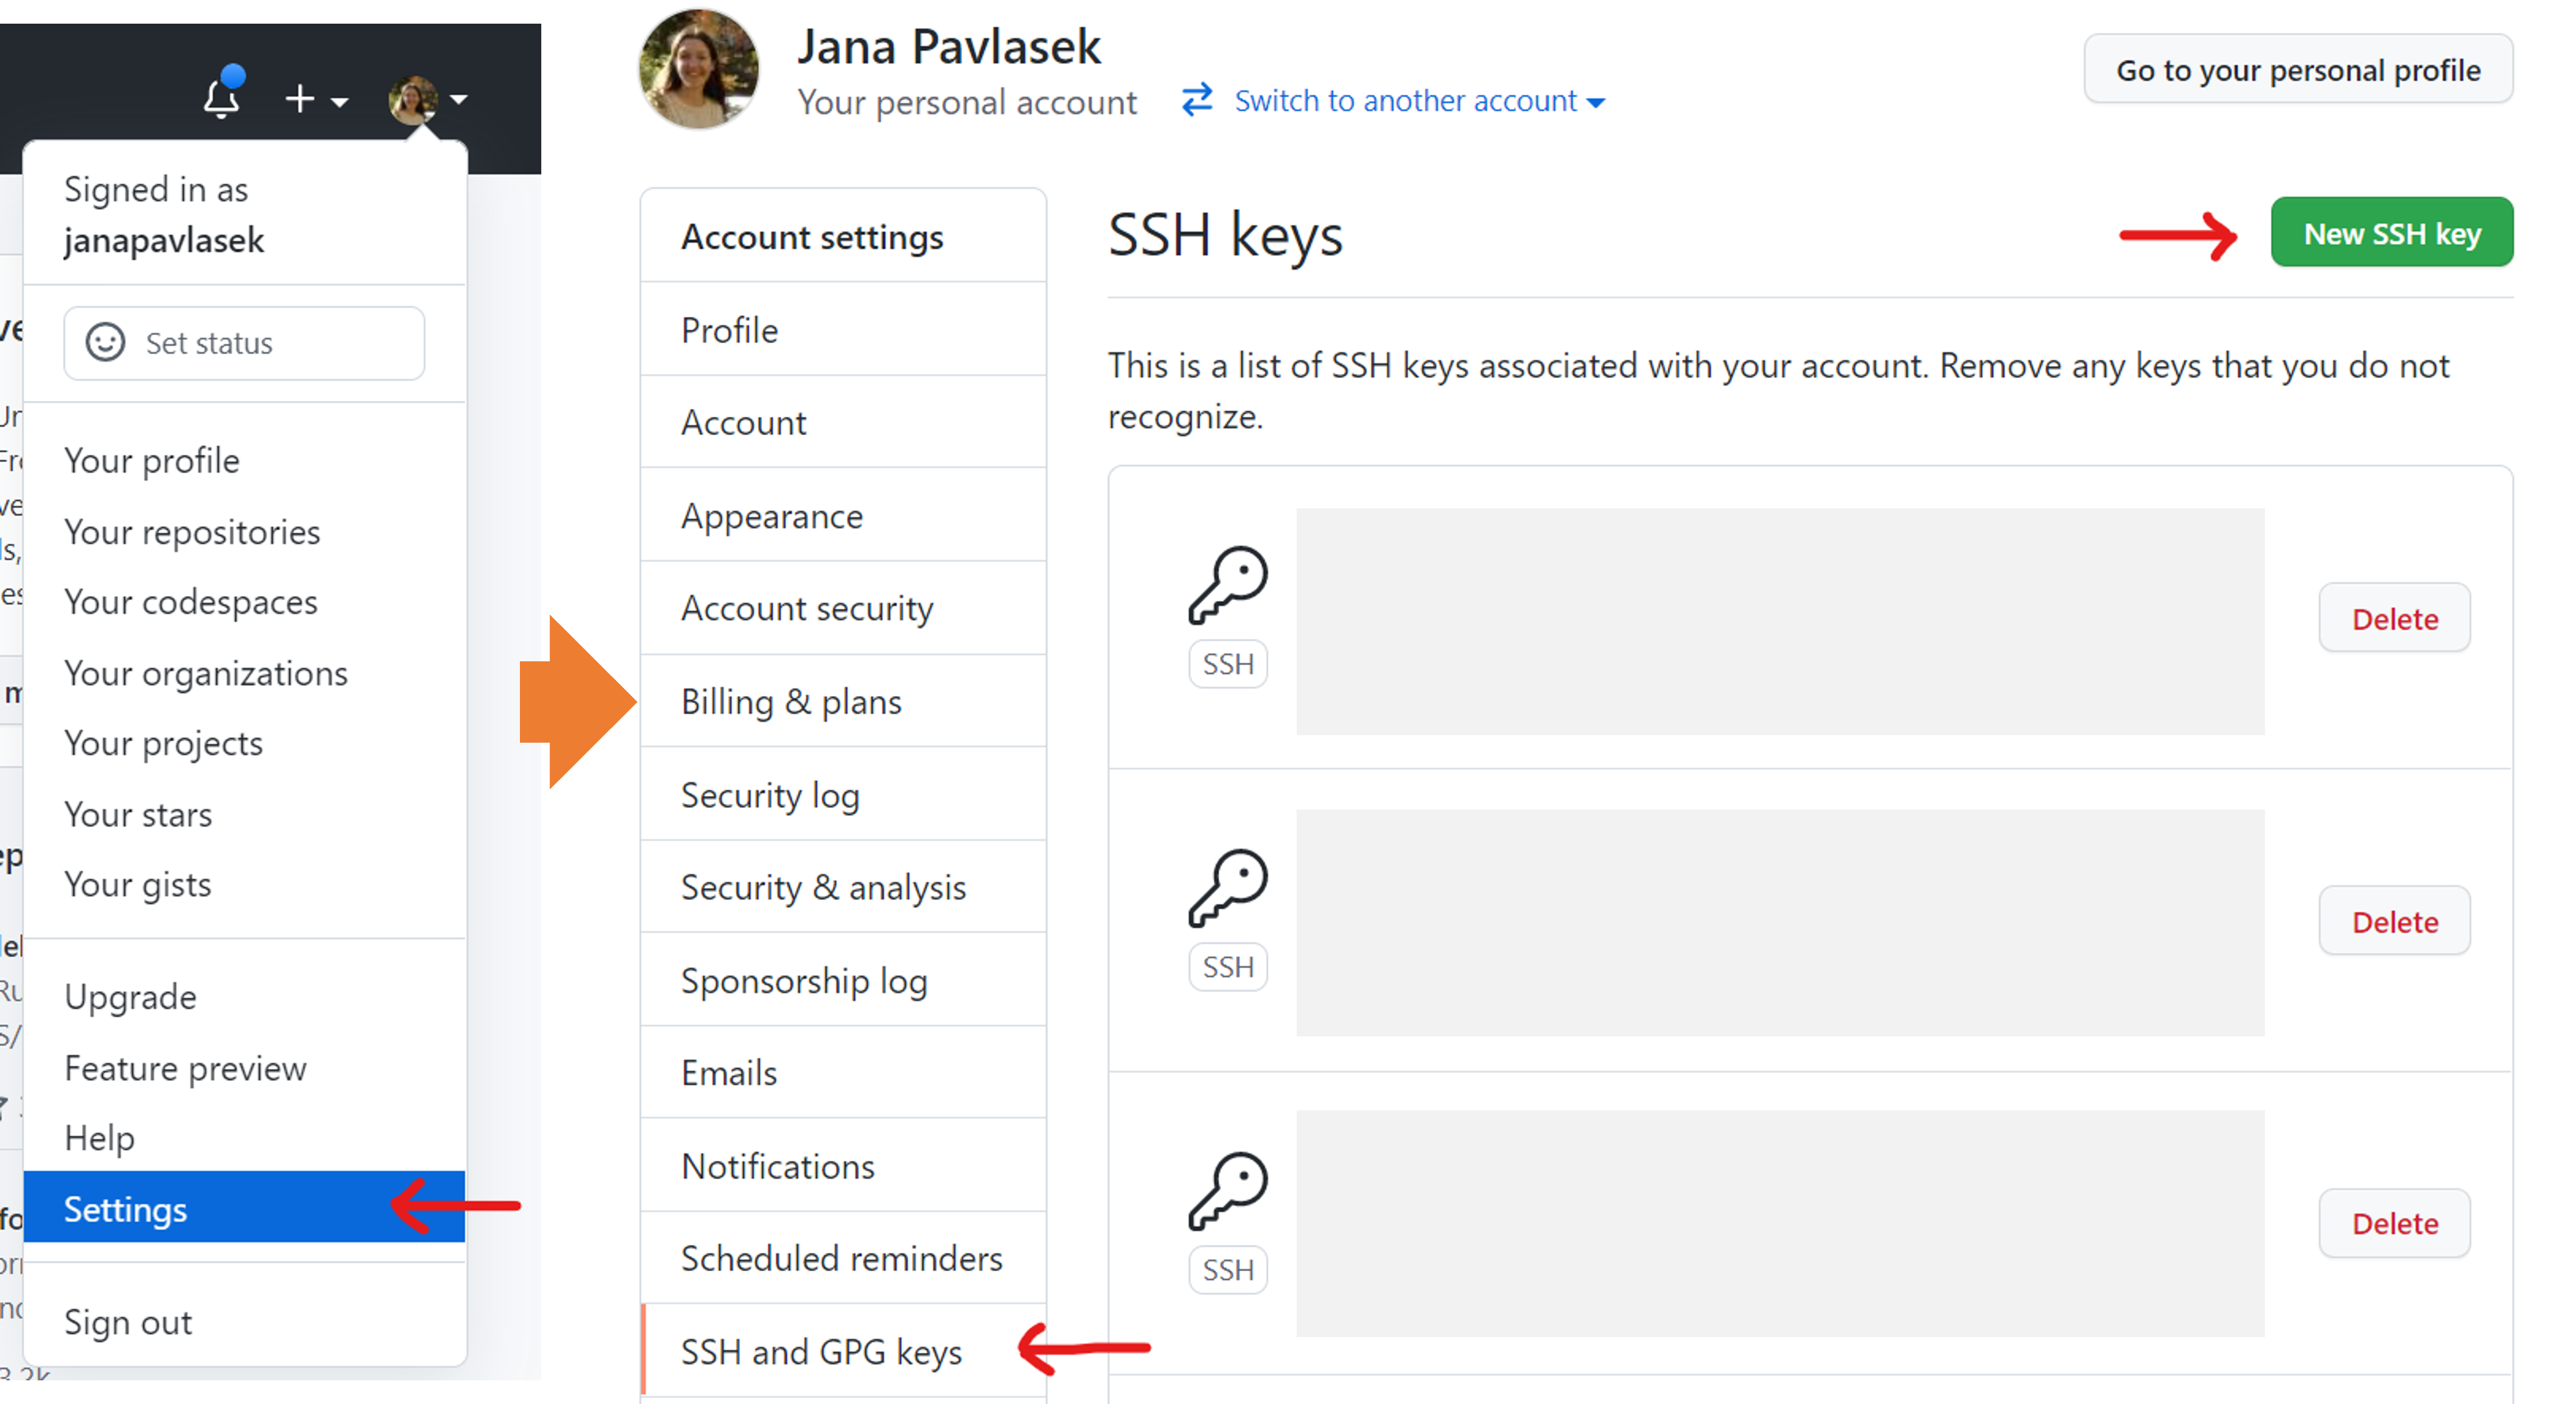 Signed in as
janapavlasek
Set status
Your profile
Your repositories
Your codespaces
Your organizations
Your projects
Your stars
Your gists
Upgrade
Feature preview
Help
Settings
Sign out
Jana Pavlasek
Your personal account
Switch to another account
Go to your personal profile
Account settings
Profile
Account
Appearance
Account security
Billing & plans
Security log
Security & analysis
Sponsorship log
Emails
Notifications
Scheduled reminders
SSH and GPG keys
SSH keys
New SSH key
This is a list of SSH keys associated with your account. Remove any keys that you do not
recognize.
SSH
Delete
SSH
Delete
SSH
Delete